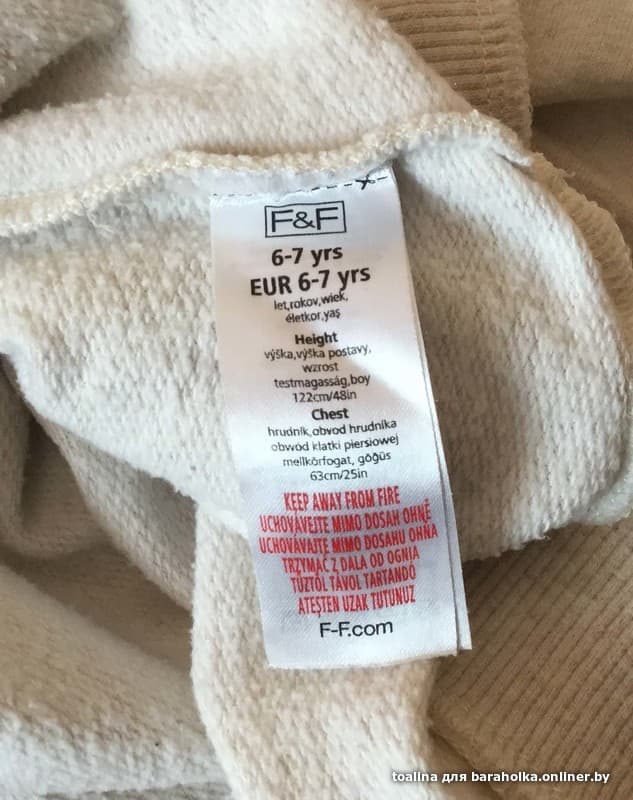 F&F
6-7 yrs
EUR 6-7 yrs
let,rokov,wiek,
életkor,yaş
Height
výška,výška postavy,
wzrost
testmagasság,boy
122cm/48in
Chest
hrudník,obvod hrudníka
obwód klatki piersiowej
mellkörfogat, göğüs
63cm/25in
KEEP AWAY FROM FIRE
UCHOVÁVEJTE MIMO DOSAH OHNĚ
UCHOVÁVAJTE MIMO DOSAHU OHŇA
TRZYMAĆ Z DALA OD OGNIA
TŰZTŐL TÁVOL TARTANDÓ
ATEŞTEN UZAK TUTUNUZ
F-F.com
toalina для baraholka.onliner.by